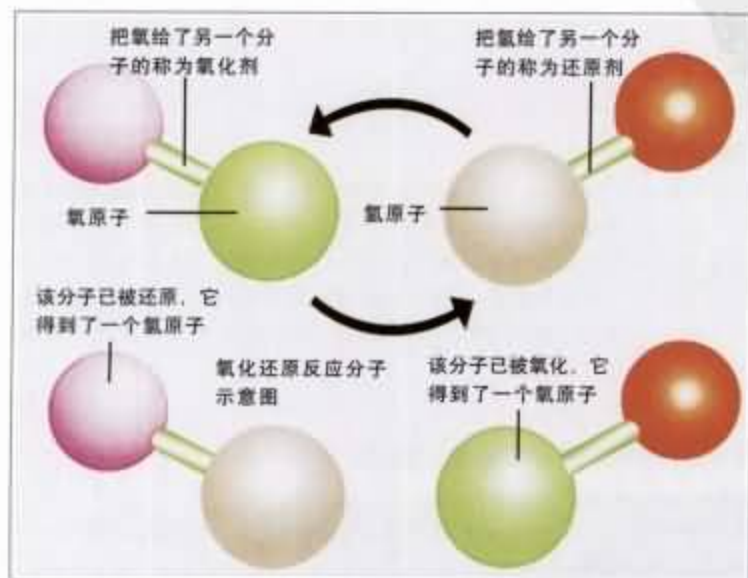 把氧给了另一个分
子的称为氧化剂
把氢给了另一个分
子的称为还原剂
氧原子
氢原子
该分子已被还原，它
得到了一个氢原子
氧化还原反应分子
示意图
该分子已被氧化，它
得到了一个氧原子